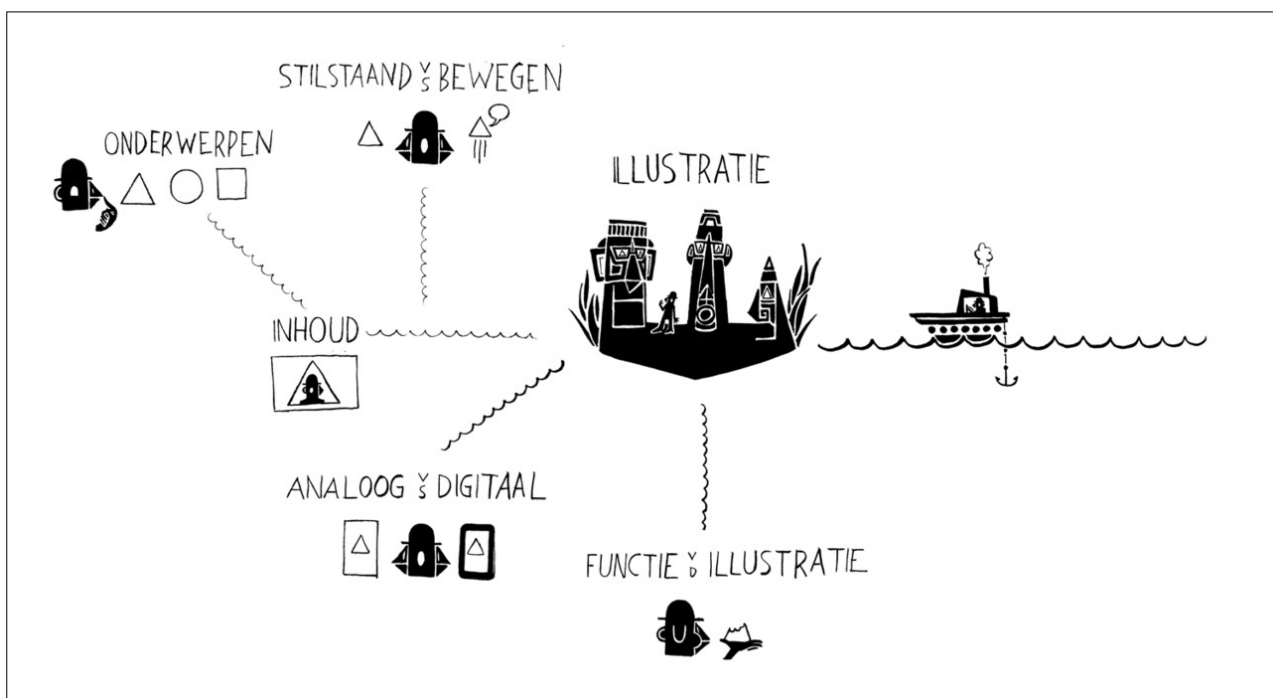 STILSTAAND VS BEWEGEN
ONDERWERPEN
ILLUSTRATIE
INHOUD
ANALOOG VS DIGITAAL
FUNCTIE VD ILLUSTRATIE